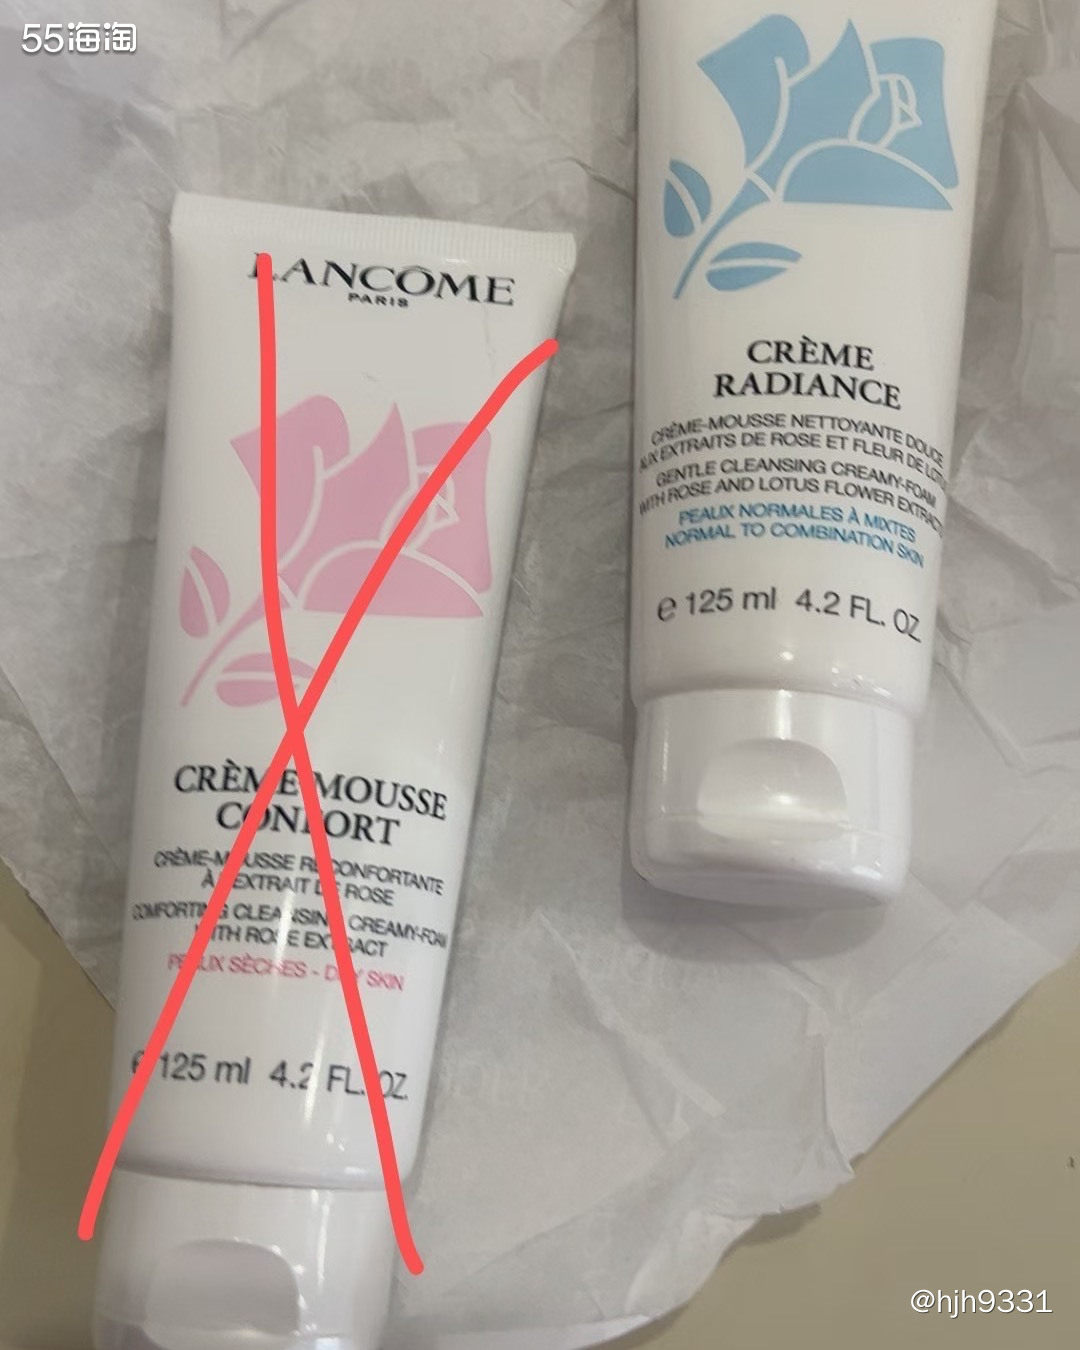 55海淘
LANCÔME
PARIS
CRÈME-MOUSSE
CONFORT
CRÈME-MOUSSE RÉCONFORTANTE
À L'EXTRAIT DE ROSE
COMFORTING CLEANSING CREAMY-FOAM
WITH ROSE EXTRACT
PEAUX SÈCHES - DRY SKIN
e 125 ml 4.2 FL. OZ.
CRÈME
RADIANCE
CRÈME-MOUSSE NETTOYANTE DOUCE
AUX EXTRAITS DE ROSE ET FLEUR DE LOTUS
GENTLE CLEANSING CREAMY-FOAM
WITH ROSE AND LOTUS FLOWER EXTRACTS
PEAUX NORMALES À MIXTES
NORMAL TO COMBINATION SKIN
e 125 ml 4.2 FL. OZ.
@hjh9331